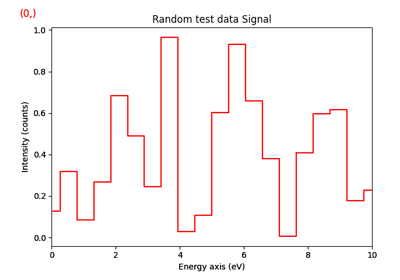 (0,)
Random test data Signal
1.0
0.8
0.6
0.4
0.2
0.0
Intensity (counts)
0 2 4 6 8 10
Energy axis (eV)